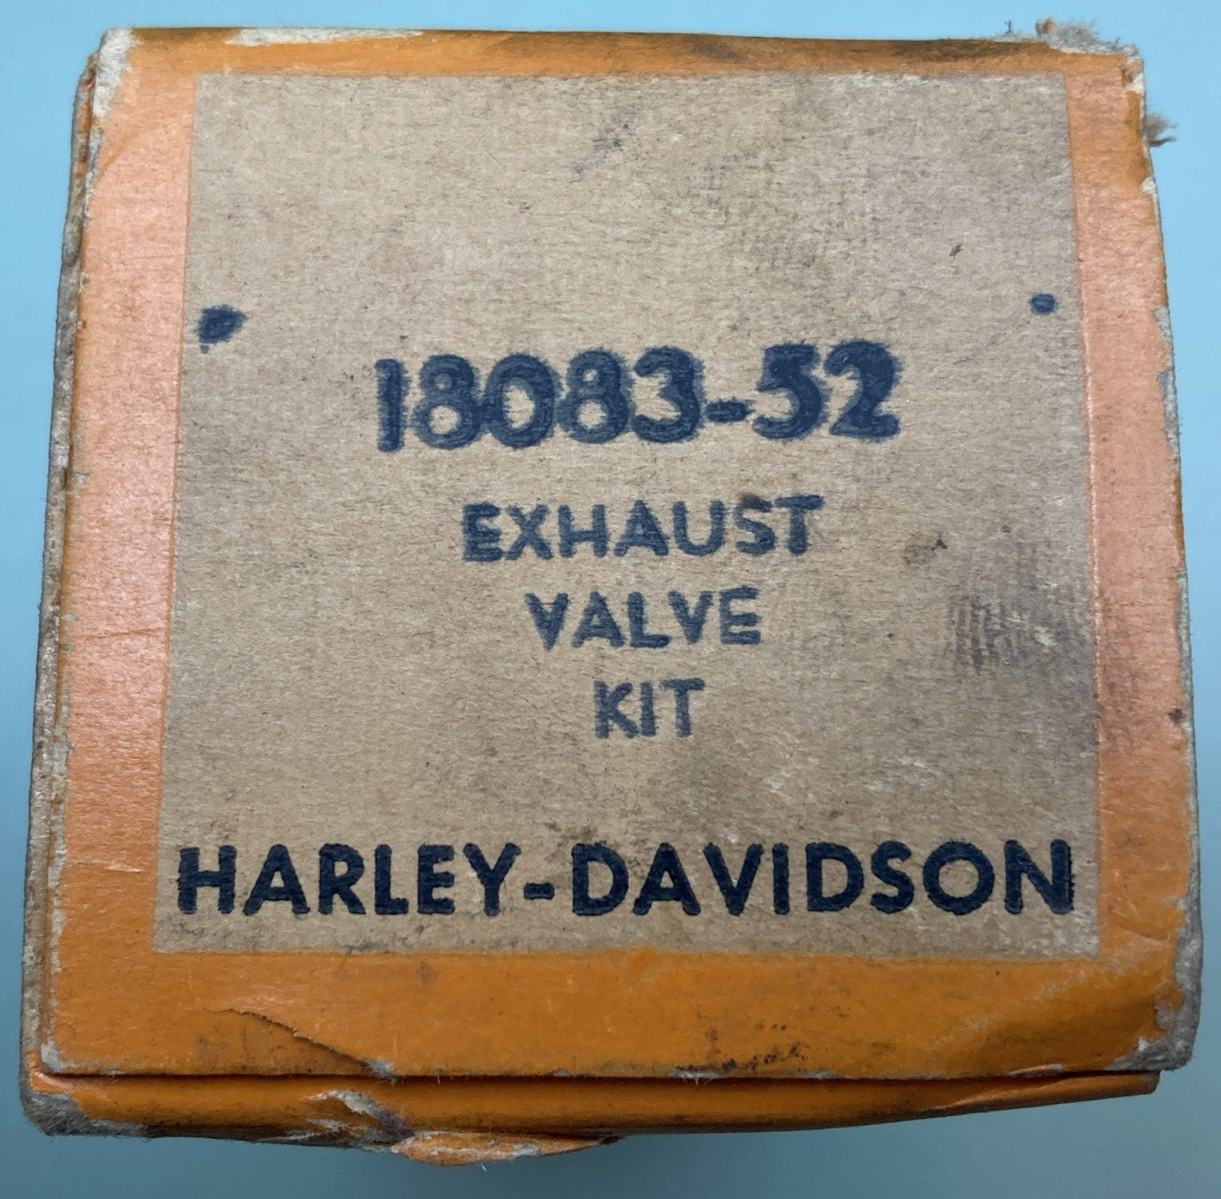 18083-52
EXHAUST
VALVE
KIT
HARLEY-DAVIDSON